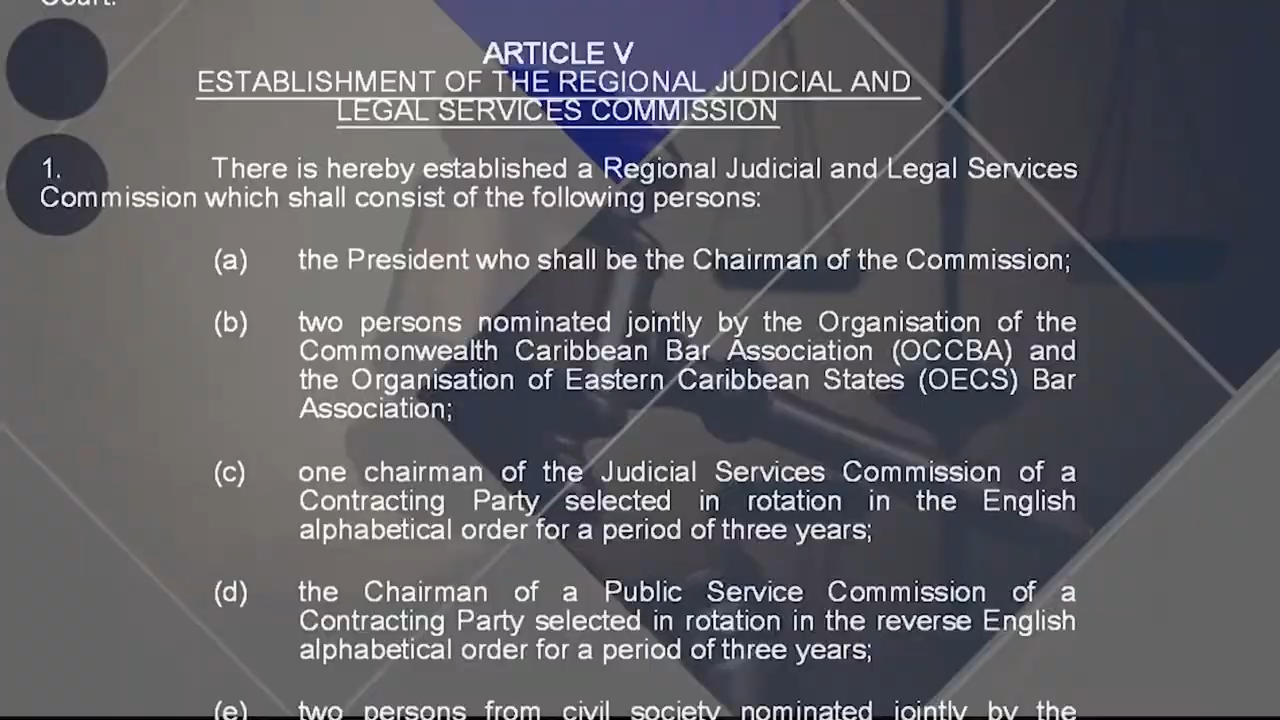 Court.
ARTICLE V
ESTABLISHMENT OF THE REGIONAL JUDICIAL AND
LEGAL SERVICES COMMISSION
1. There is hereby established a Regional Judicial and Legal Services
Commission which shall consist of the following persons:
(a) the President who shall be the Chairman of the Commission;
(b) two persons nominated jointly by the Organisation of the
Commonwealth Caribbean Bar Association (OCCBA) and
the Organisation of Eastern Caribbean States (OECS) Bar
Association;
(c) one chairman of the Judicial Services Commission of a
Contracting Party selected in rotation in the English
alphabetical order for a period of three years;
(d) the Chairman of a Public Service Commission of a
Contracting Party selected in rotation in the reverse English
alphabetical order for a period of three years;
(e) two persons from civil society nominated jointly by the